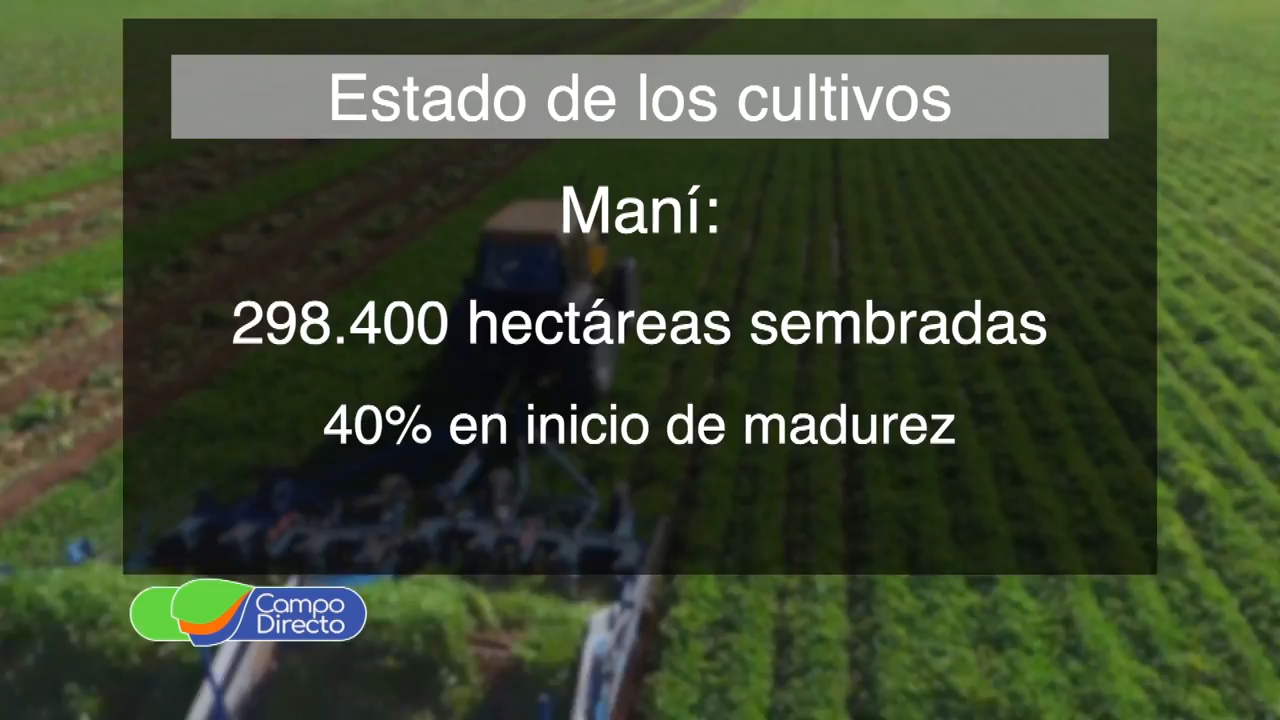 Estado de los cultivos
Maní:
298.400 hectáreas sembradas
40% en inicio de madurez
Campo
Directo